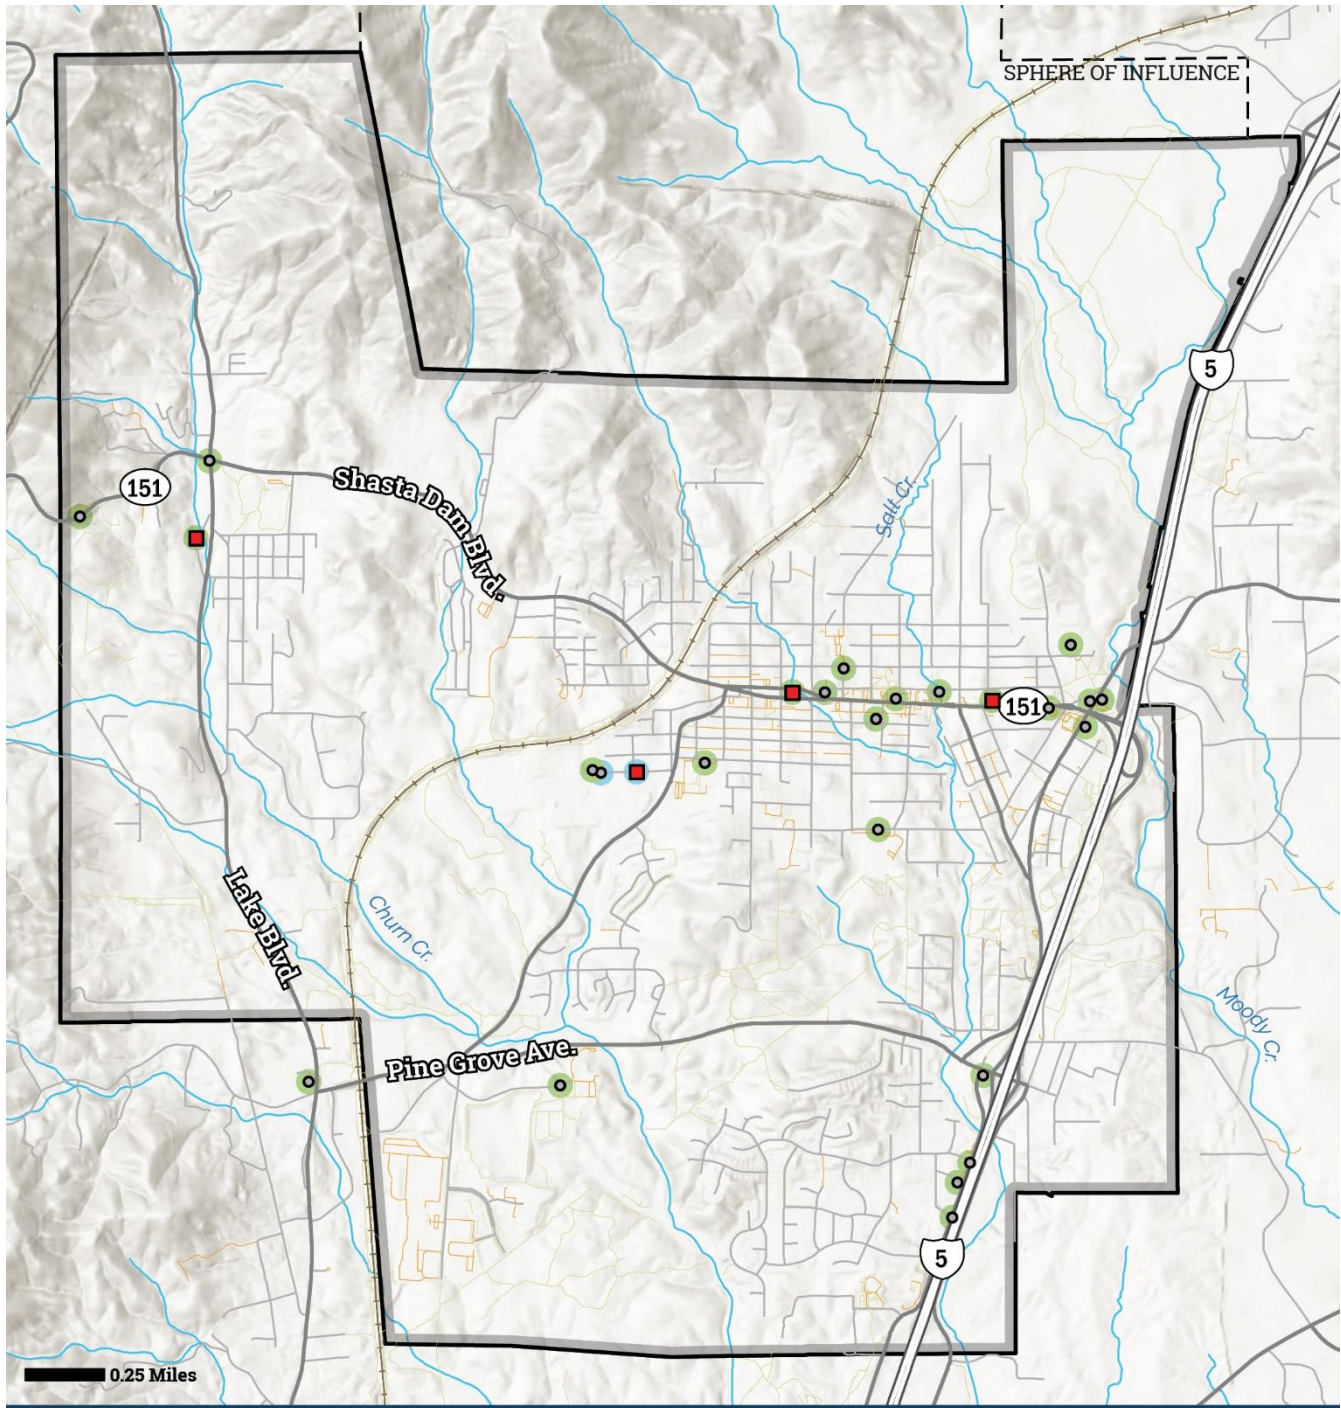 SPHERE OF INFLUENCE
5
Shasta Dam Blvd.
151
Salt Cr.
151
Lake Blvd.
Churn Cr.
Moody Cr.
Pine Grove Ave.
5
0.25 Miles